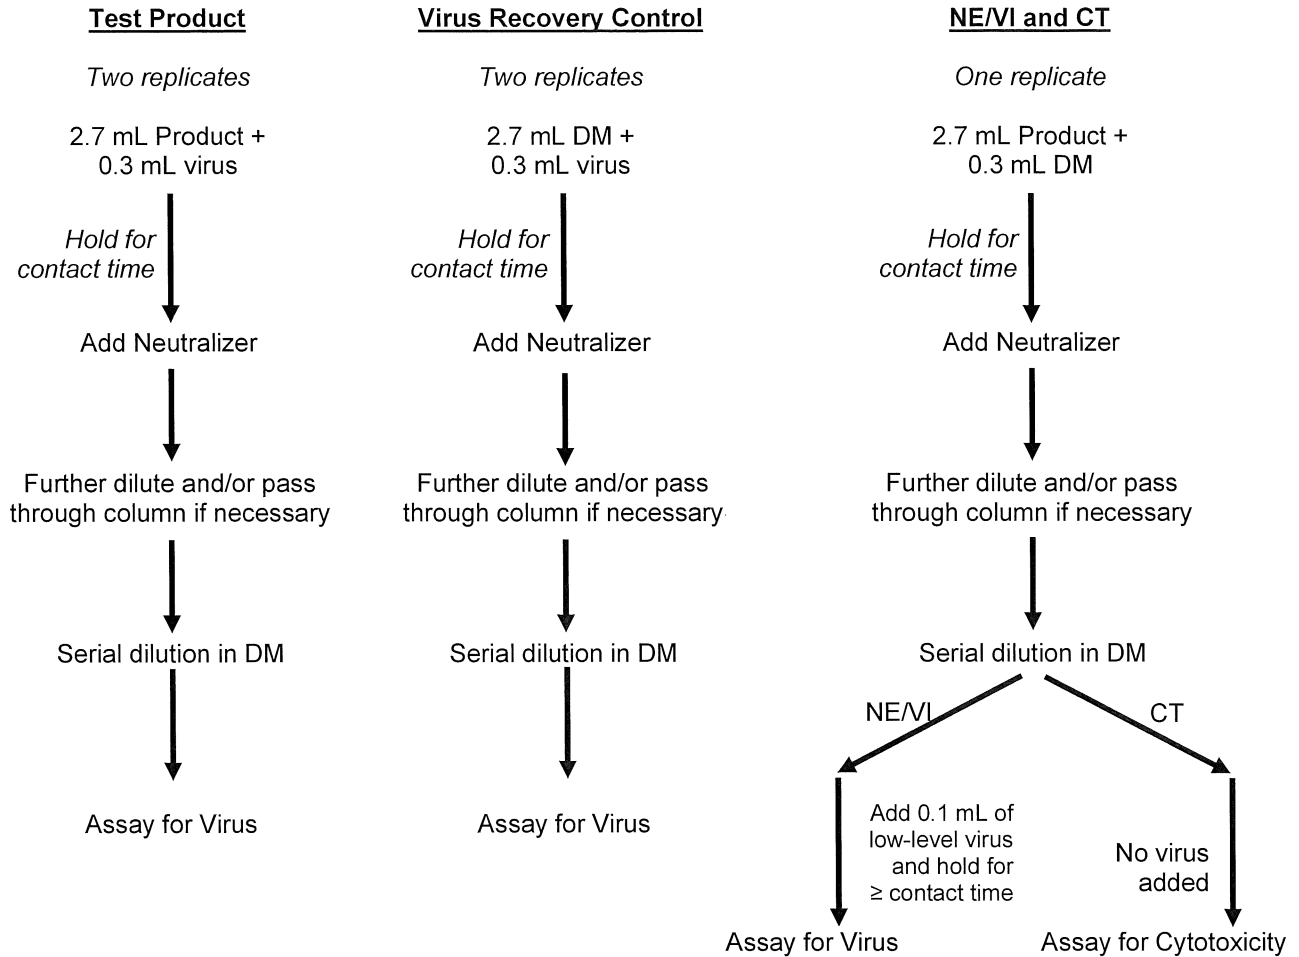 Test Product
Two replicates
2.7 mL Product +
0.3 mL virus
Hold for
contact time
Add Neutralizer
Further dilute and/or pass
through column if necessary
Serial dilution in DM
Assay for Virus
Virus Recovery Control
Two replicates
2.7 mL DM +
0.3 mL virus
Hold for
contact time
Add Neutralizer
Further dilute and/or pass
through column if necessary
Serial dilution in DM
Assay for Virus
NE/VI and CT
One replicate
2.7 mL Product +
0.3 mL DM
Hold for
contact time
Add Neutralizer
Further dilute and/or pass
through column if necessary
Serial dilution in DM
NE/VI
Add 0.1 mL of
low-level virus
and hold for
≥ contact time
Assay for Virus
CT
No virus
added
Assay for Cytotoxicity